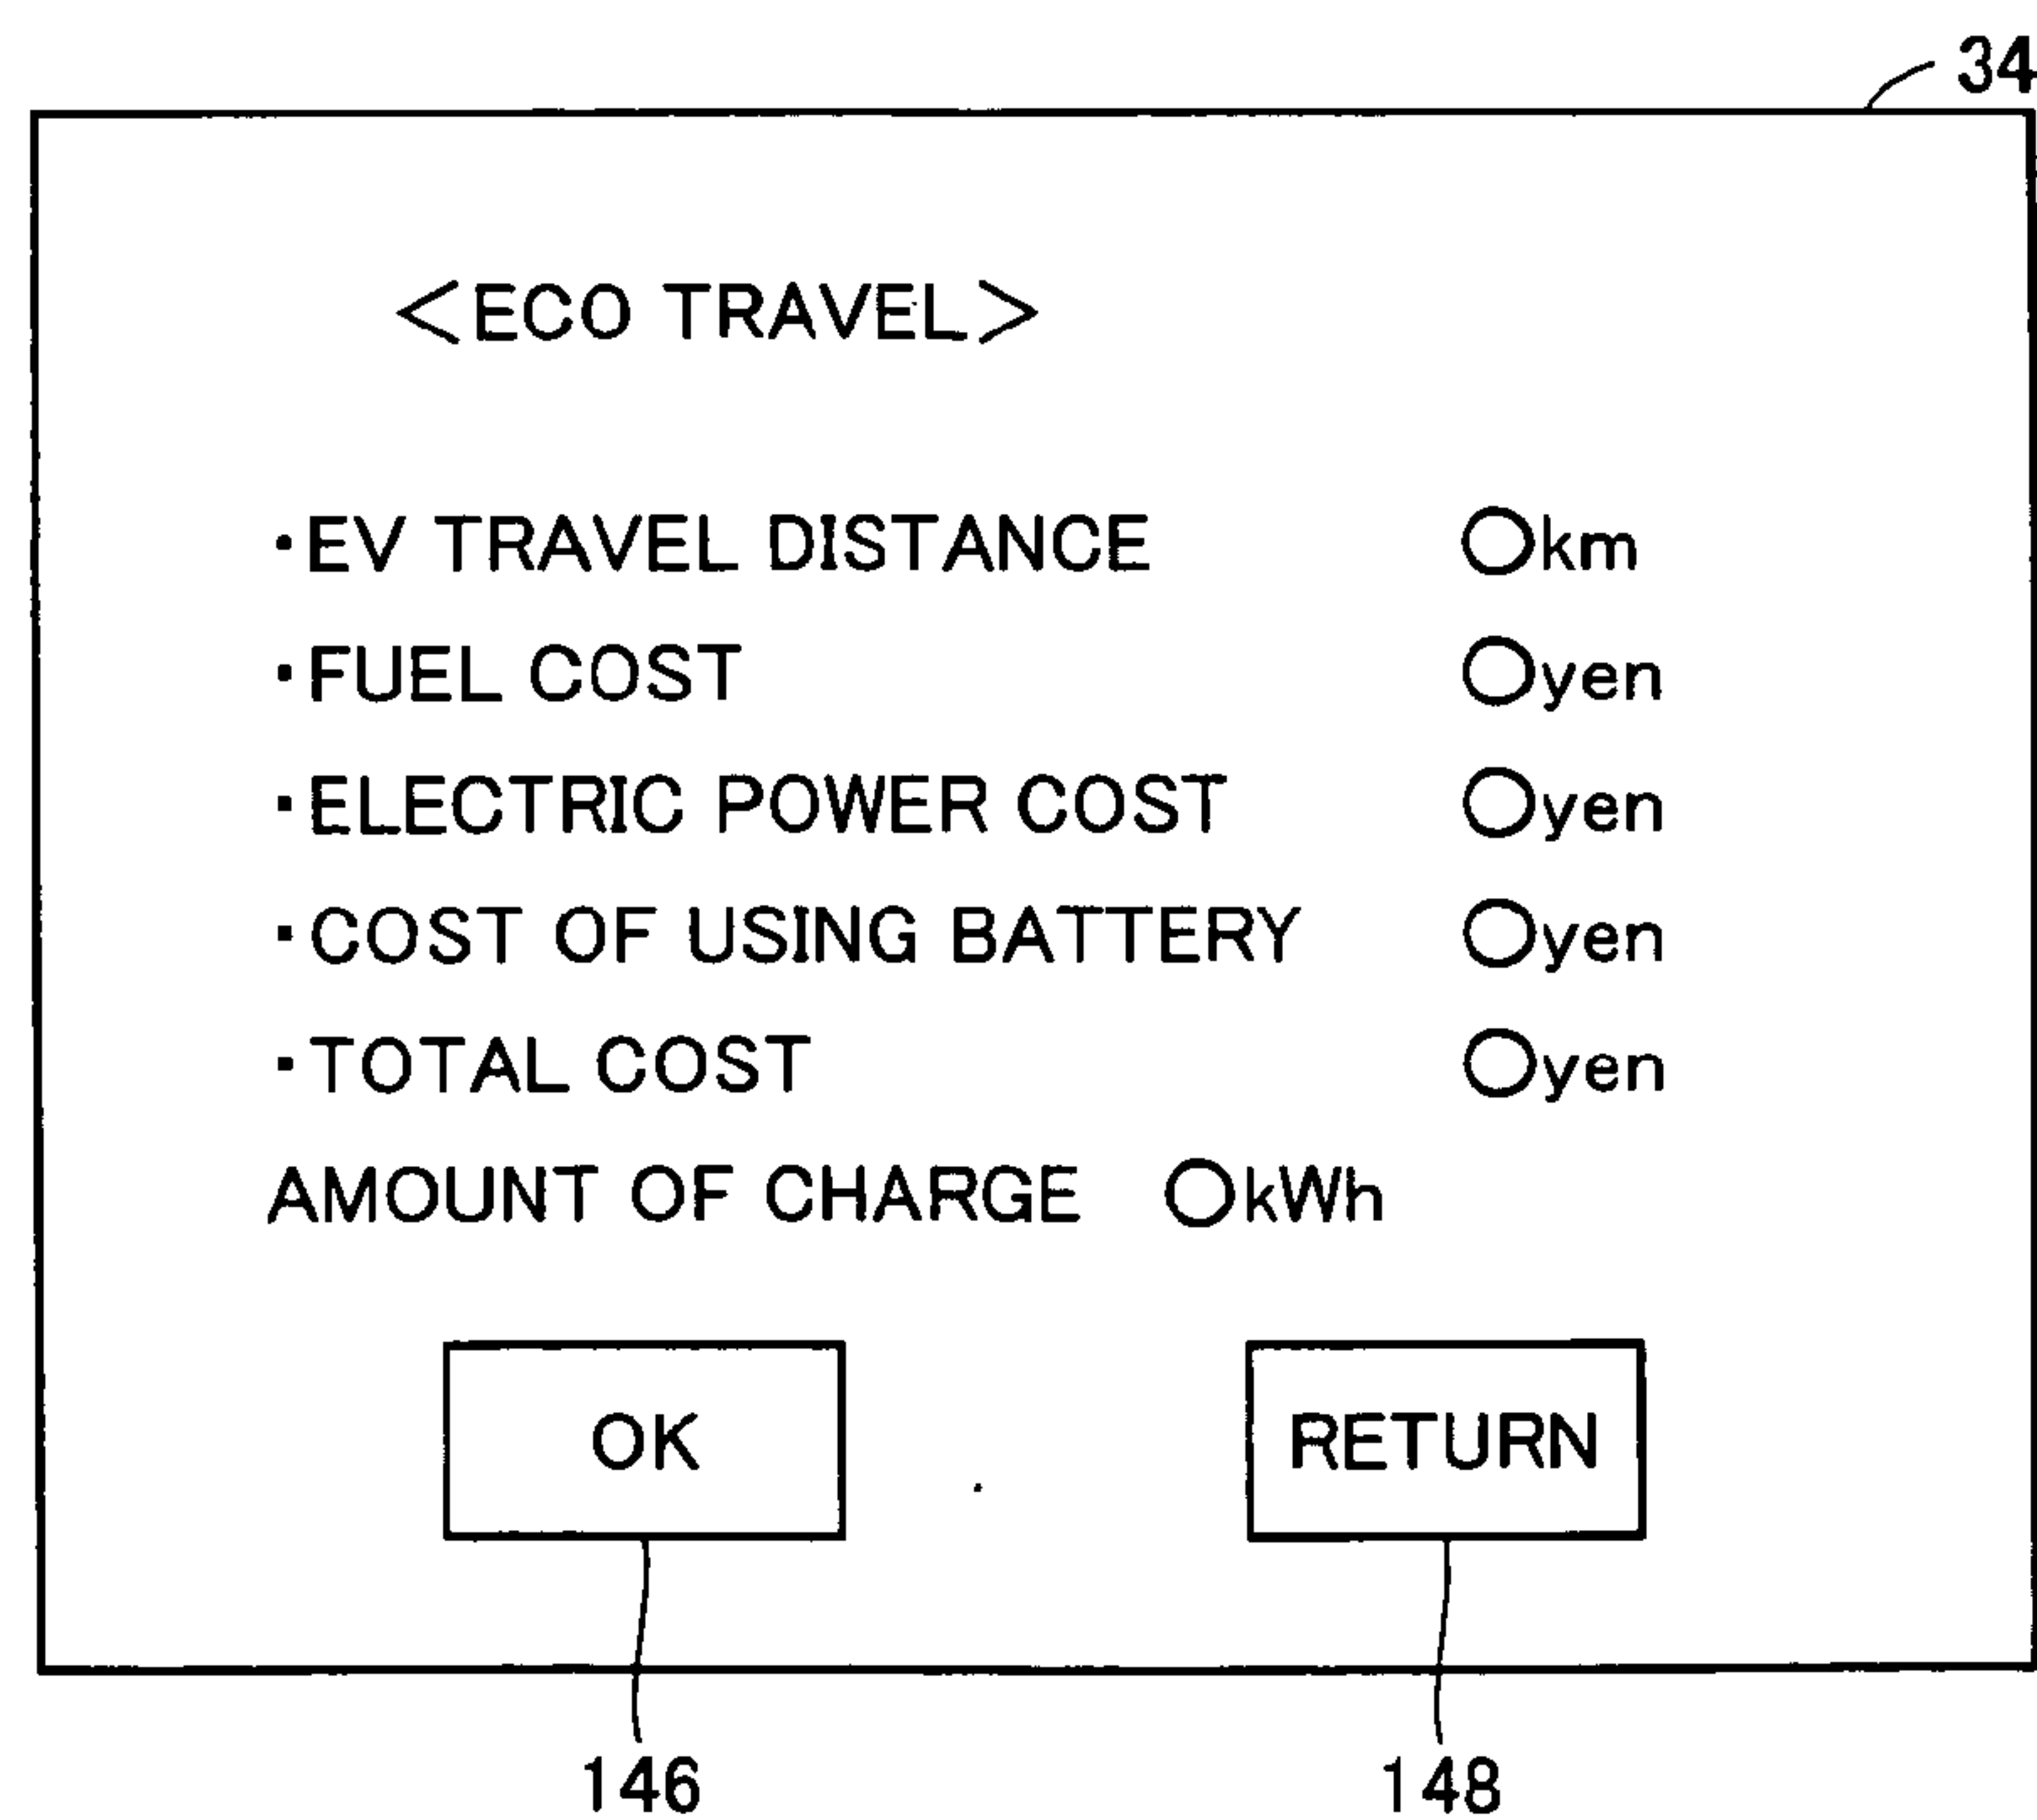 34
<ECO TRAVEL>
・EV TRAVEL DISTANCE ○km
・FUEL COST ○yen
・ELECTRIC POWER COST ○yen
・COST OF USING BATTERY ○yen
・TOTAL COST ○yen
AMOUNT OF CHARGE ○kWh
OK RETURN
146 148